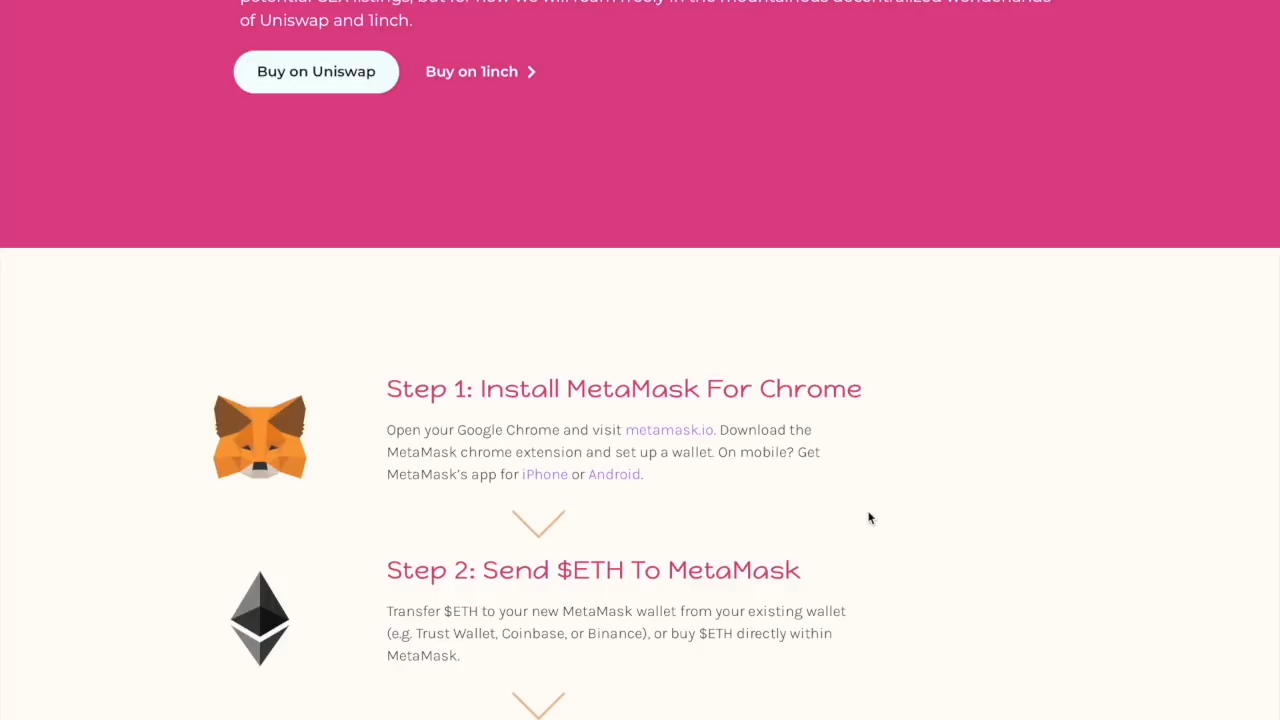 potential CEX listings, but for now we will roam freely in the mountainous decentralized wonderlands
of Uniswap and 1inch.
Buy on Uniswap
Buy on 1inch
Step 1: Install MetaMask For Chrome
Open your Google Chrome and visit metamask.io. Download the
MetaMask chrome extension and set up a wallet. On mobile? Get
MetaMask's app for iPhone or Android.
Step 2: Send $ETH To MetaMask
Transfer $ETH to your new MetaMask wallet from your existing wallet
(e.g. Trust Wallet, Coinbase, or Binance), or buy $ETH directly within
MetaMask.